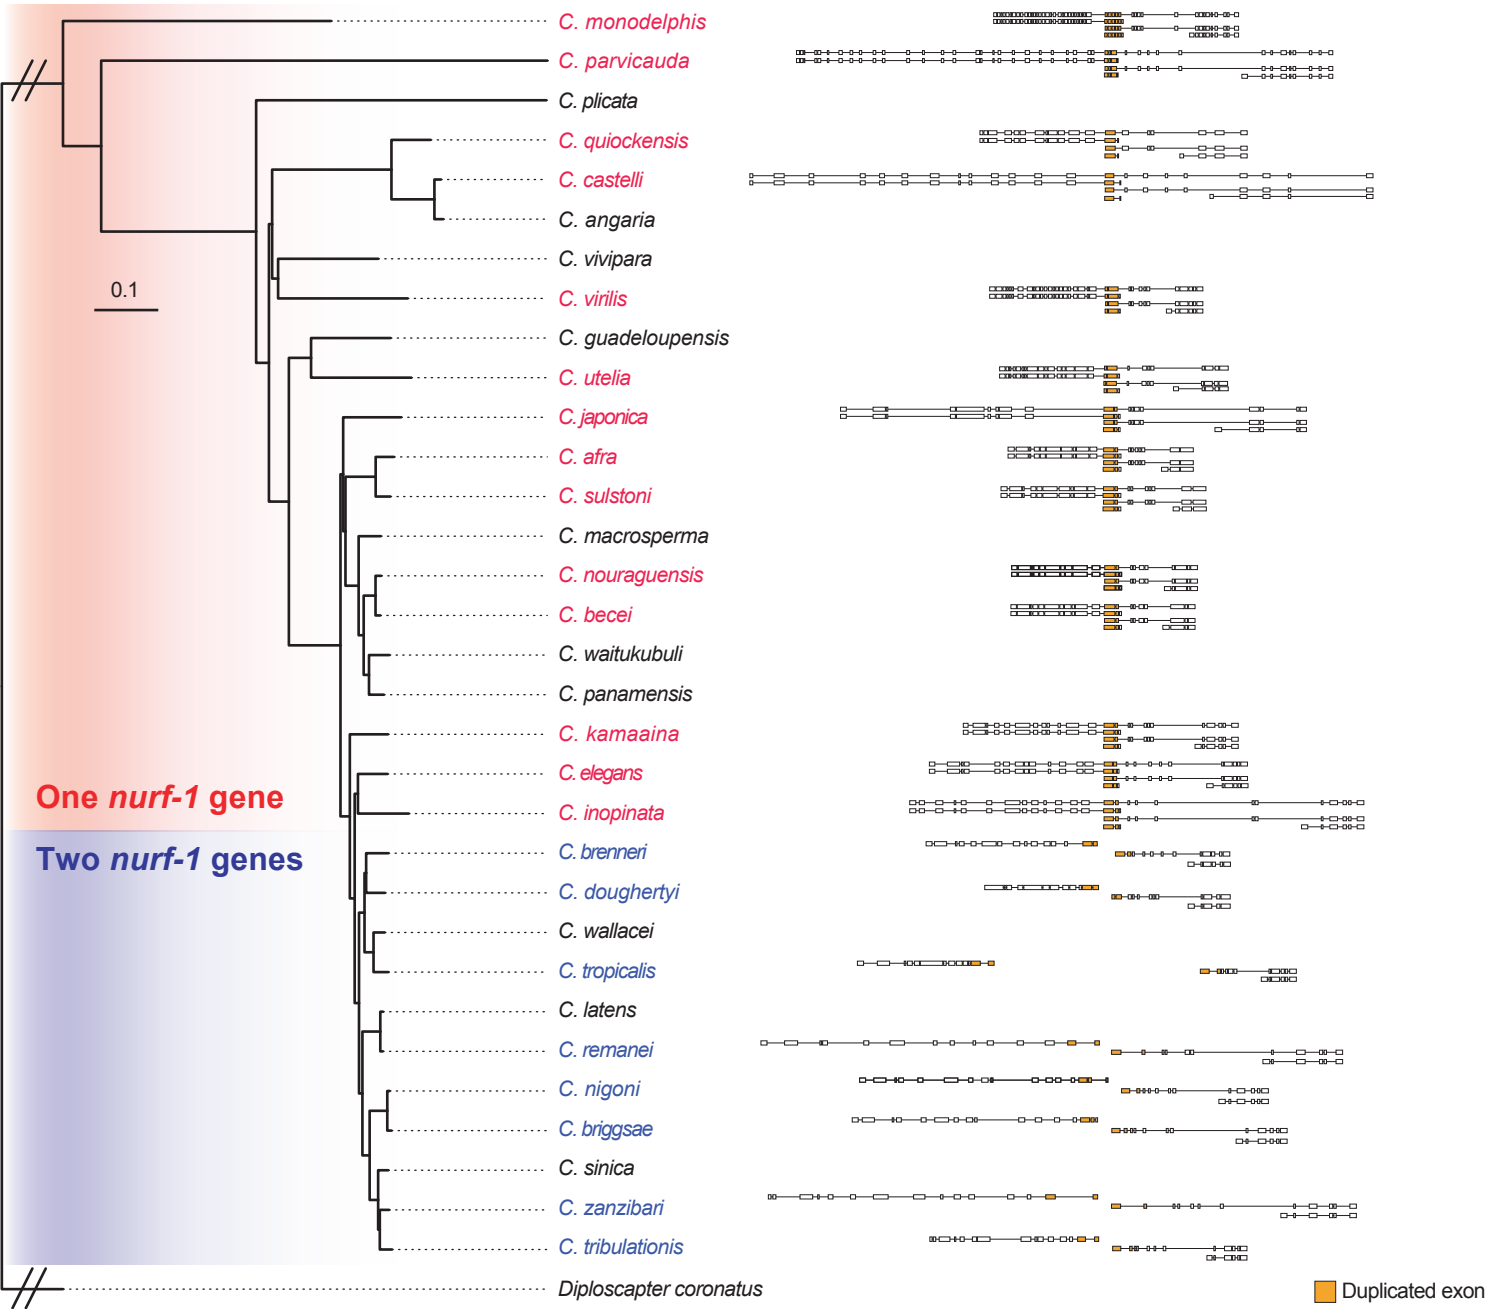 C. monodelphis
C. parvicauda
C. plicata
C. quiockensis
C. castelli
C. angaria
C. vivipara
0.1
C. virilis
C. guadeloupensis
C. utelia
C. japonica
C. afra
C. sulstoni
C. macrosperma
C. nouraguensis
C. becei
C. waitukubuli
C. panamensis
C. kamaaina
C. elegans
One nurf-1 gene
C. inopinata
Two nurf-1 genes
C. brenneri
C. doughertyi
C. wallacei
C. tropicalis
C. latens
C. remanei
C. nigoni
C. briggsae
C. sinica
C. zanzibari
C. tribulationis
Diploscapter coronatus
Duplicated exon